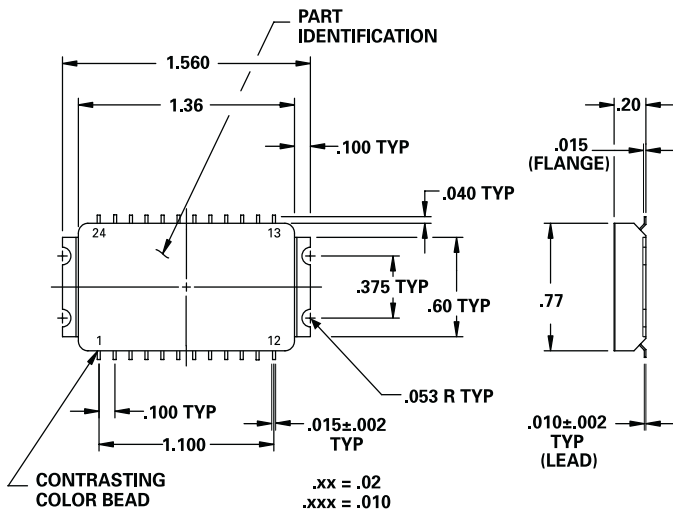 PART
IDENTIFICATION
1.560
1.36
.20
.100 TYP
.015
(FLANGE)
.040 TYP
24
13
.375 TYP
.60 TYP
.77
1
12
.053 R TYP
.100 TYP
.015±.002
TYP
.010±.002
TYP
(LEAD)
1.100
CONTRASTING
COLOR BEAD
.xx = .02
.xxx = .010